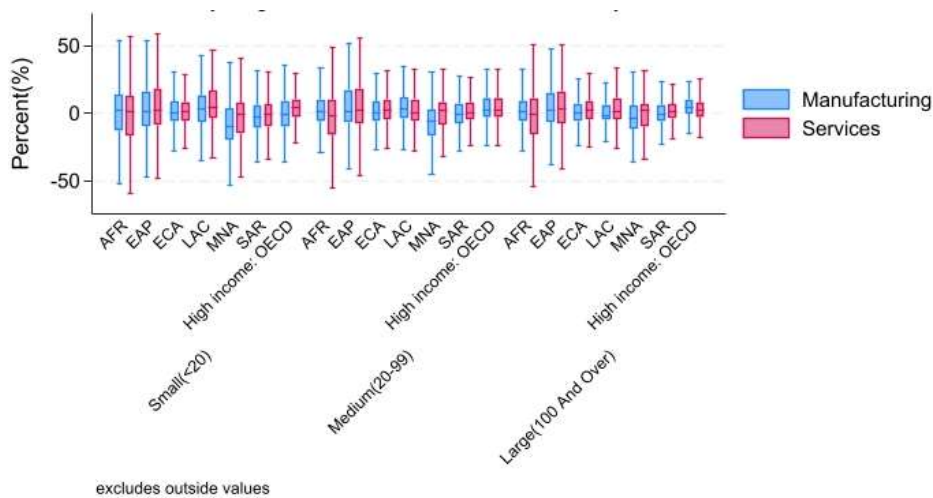 Percent(%)
50
0
-50
Manufacturing
Services
AFR
EAP
ECA
LAC
MNA
SAR
High income: OECD
AFR
EAP
ECA
LAC
MNA
SAR
High income: OECD
AFR
EAP
ECA
LAC
MNA
SAR
High income: OECD
Small(<20)
Medium(20-99)
Large(100 And Over)
excludes outside values